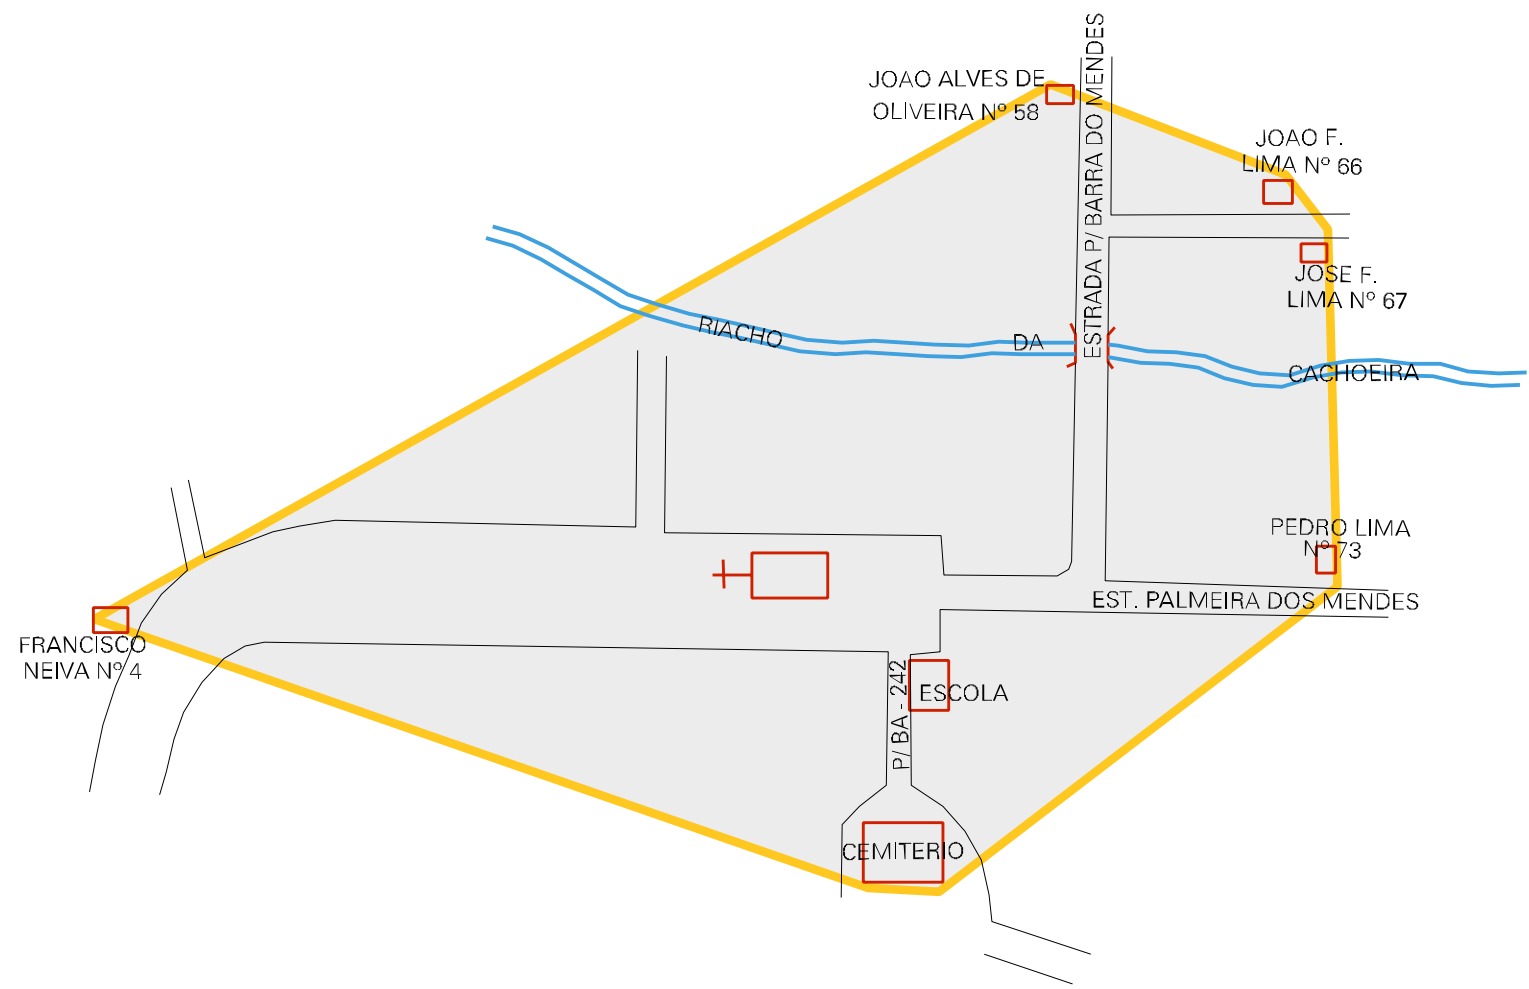 JOAO ALVES DE
OLIVEIRA Nº 58
ESTRADA P/ BARRA DO MENDES
JOAO F.
LIMA Nº 66
JOSE F.
LIMA Nº 67
RIACHO
DA
CACHOEIRA
PEDRO LIMA
Nº 73
EST. PALMEIRA DOS MENDES
FRANCISCO
NEIVA Nº 4
P/ BA - 242
ESCOLA
CEMITERIO